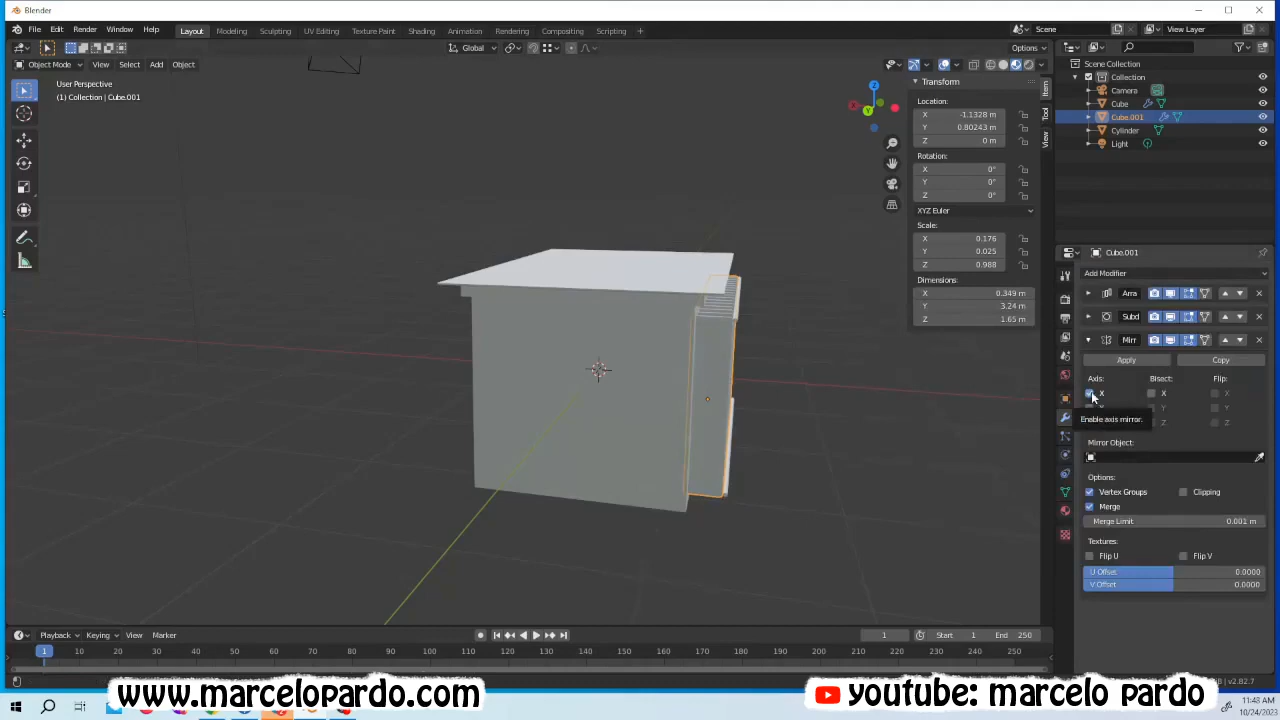 Blender
File Edit Render Window Help Layout Modeling Sculpting UV Editing Texture Paint Shading Animation Rendering Compositing Scripting + Scene View Layer
Global Options
Object Mode View Select Add Object
User Perspective
(1) Collection | Cube.001
Z
Y
Transform
Location:
X -1.1328 m
Y 0.80243 m
Z 0 m
Rotation:
X 0°
Y 0°
Z 0°
XYZ Euler
Scale:
X 0.176
Y 0.025
Z 0.988
Dimensions:
X 0.349 m
Y 3.24 m
Z 1.65 m
Item
Tool
View
Scene Collection
Collection
Camera
Cube
Cube.001
Cylinder
Light
Cube.001
Add Modifier
Arra
Subd
Mirr
Apply Copy
Axis: Bisect: Flip:
X X X
Y Y
Z
Enable axis mirror.
Mirror Object:
Options:
Vertex Groups Clipping
Merge
Merge Limit 0.001 m
Textures:
Flip U Flip V
U Offset 0.0000
V Offset 0.0000
Playback Keying View Marker 1 Start 1 End 250
1 10 20 30 40 50 60 70 80 90 100 110 120 130 140 150 160 170 180 190 200 210 220 230 240 250
v2.82.7
www.marcelopardo.com
youtube: marcelo pardo
11:43 AM
10/24/2023